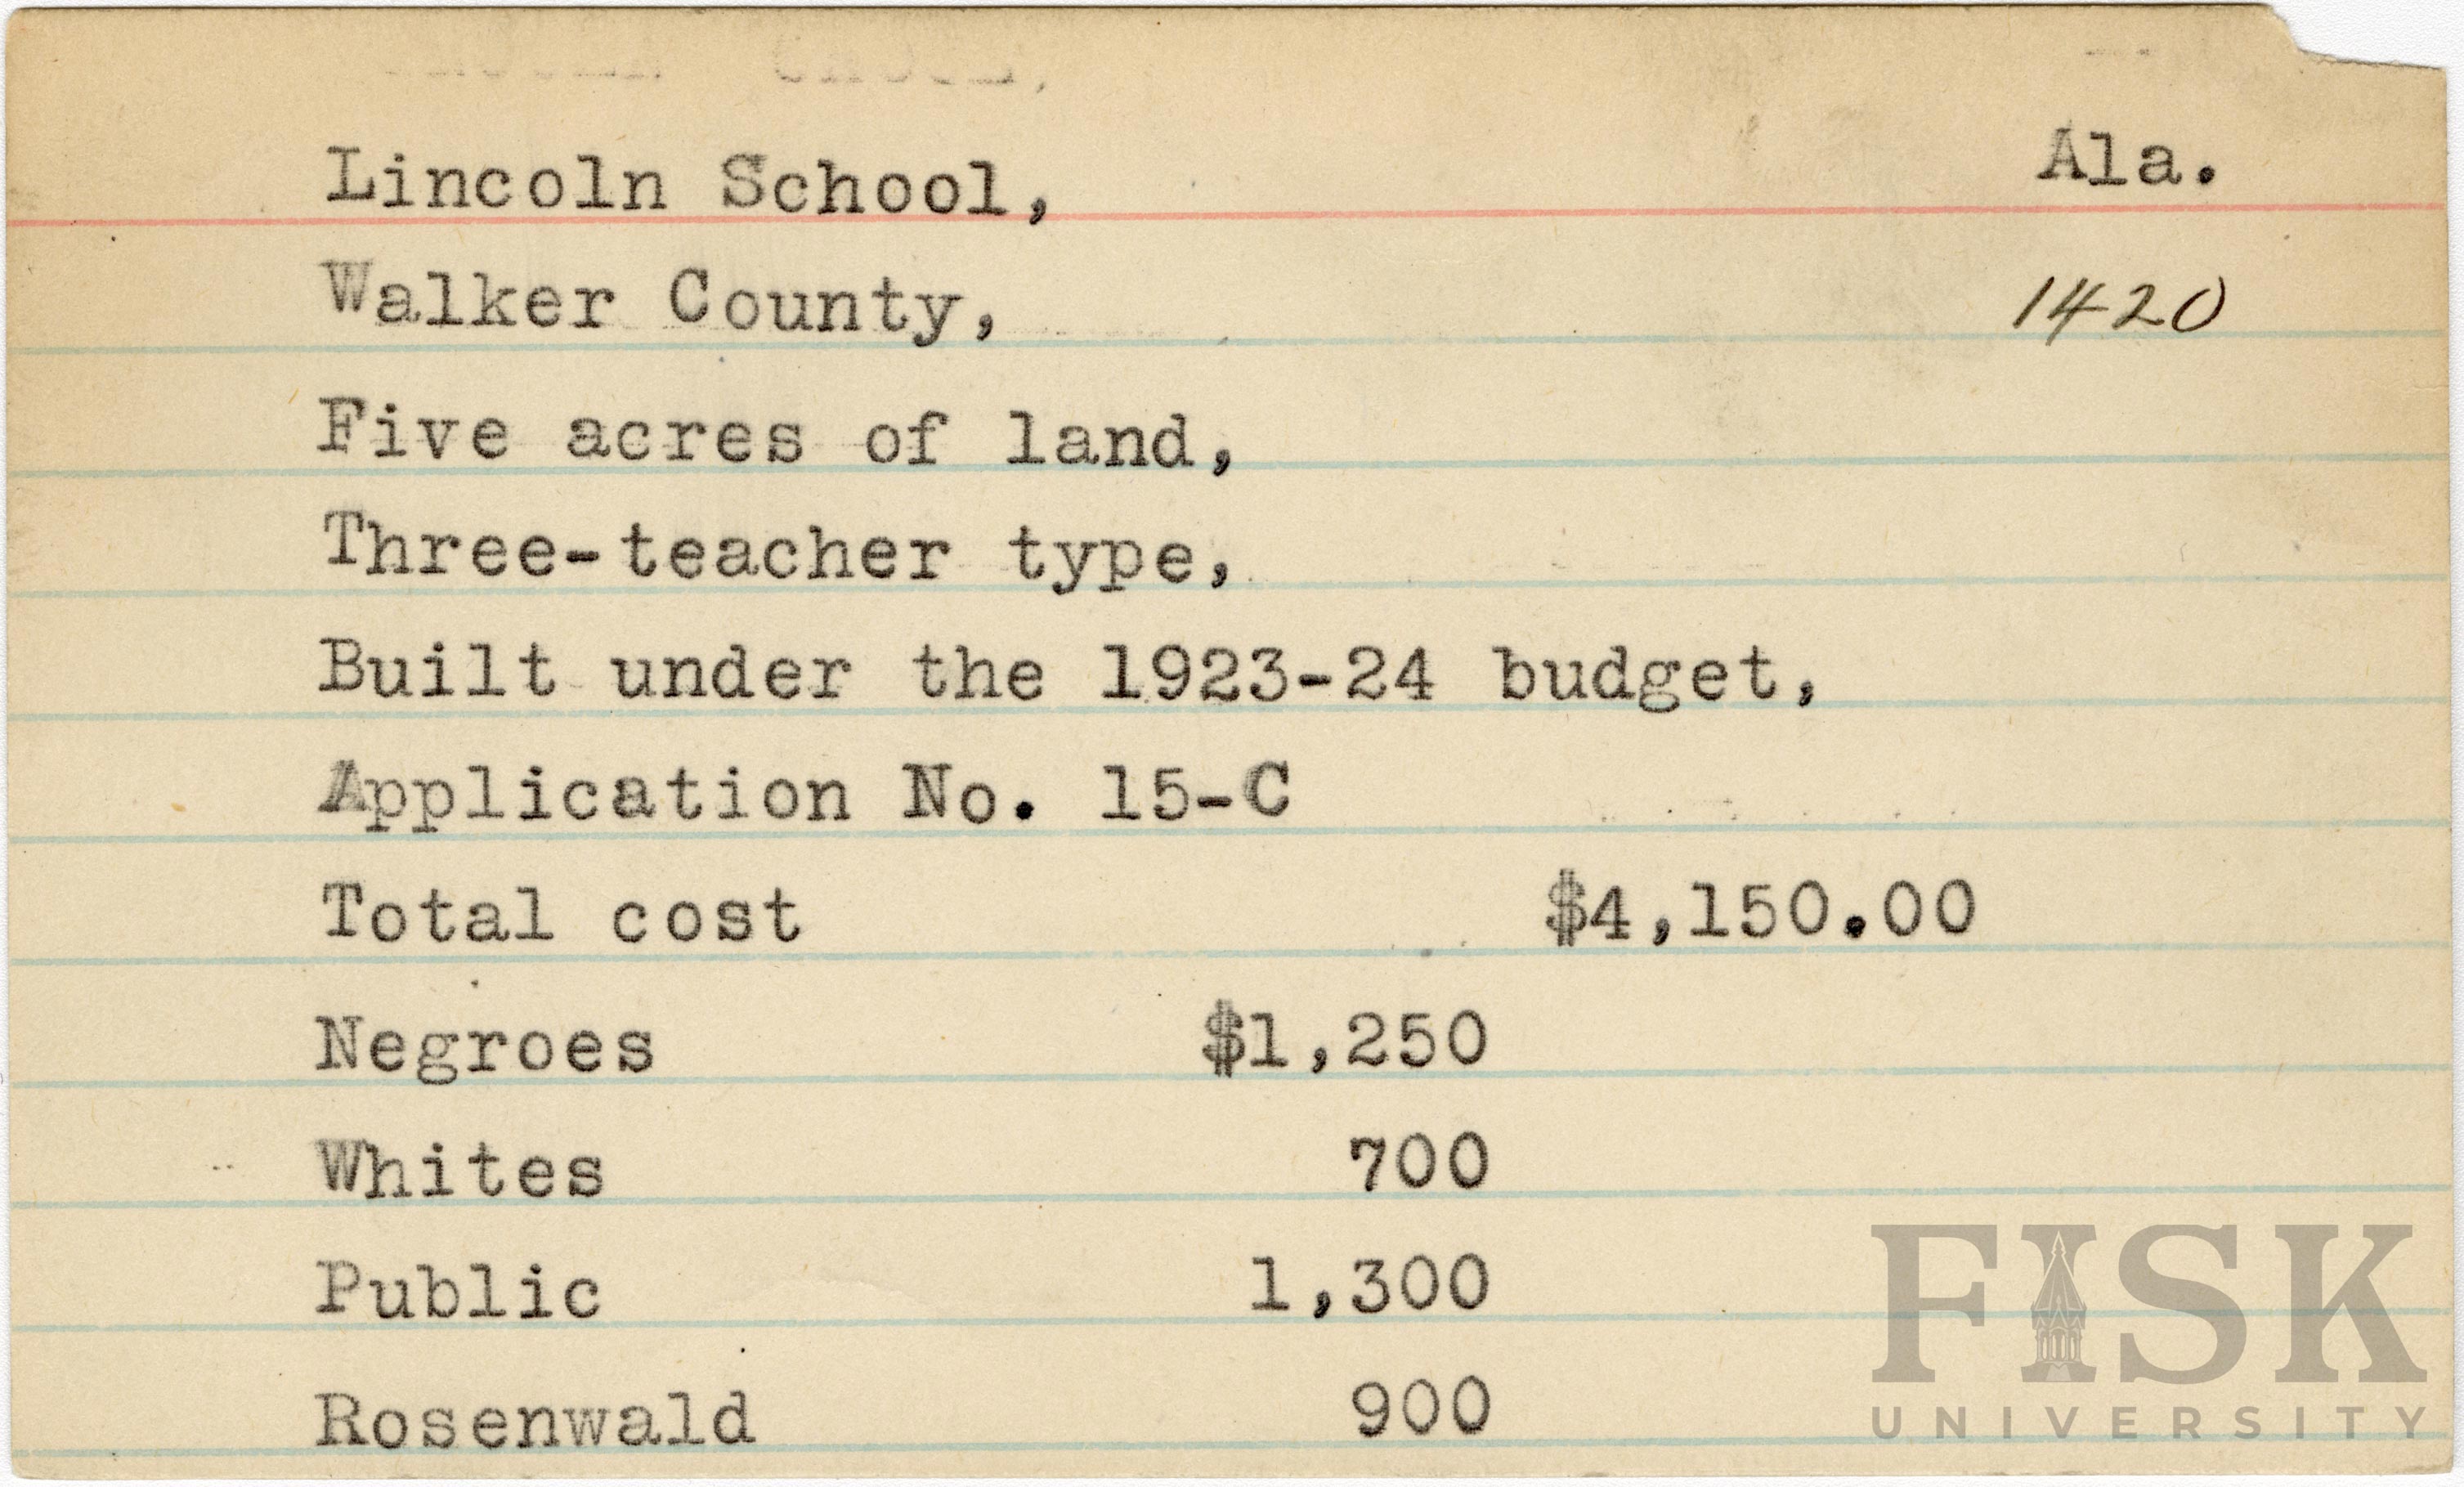 Lincoln School, Ala.
Walker County, 1420
Five acres of land,
Three-teacher type,
Built under the 1923-24 budget,
Application No. 15-C
Total cost $4,150.00
Negroes $1,250
Whites 700
Public 1,300
Rosenwald 900
FISK
UNIVERSITY